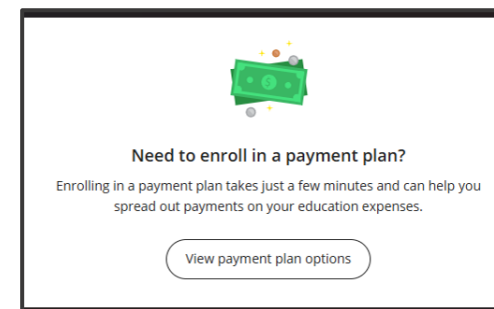 Need to enroll in a payment plan?
Enrolling in a payment plan takes just a few minutes and can help you
spread out payments on your education expenses.
View payment plan options